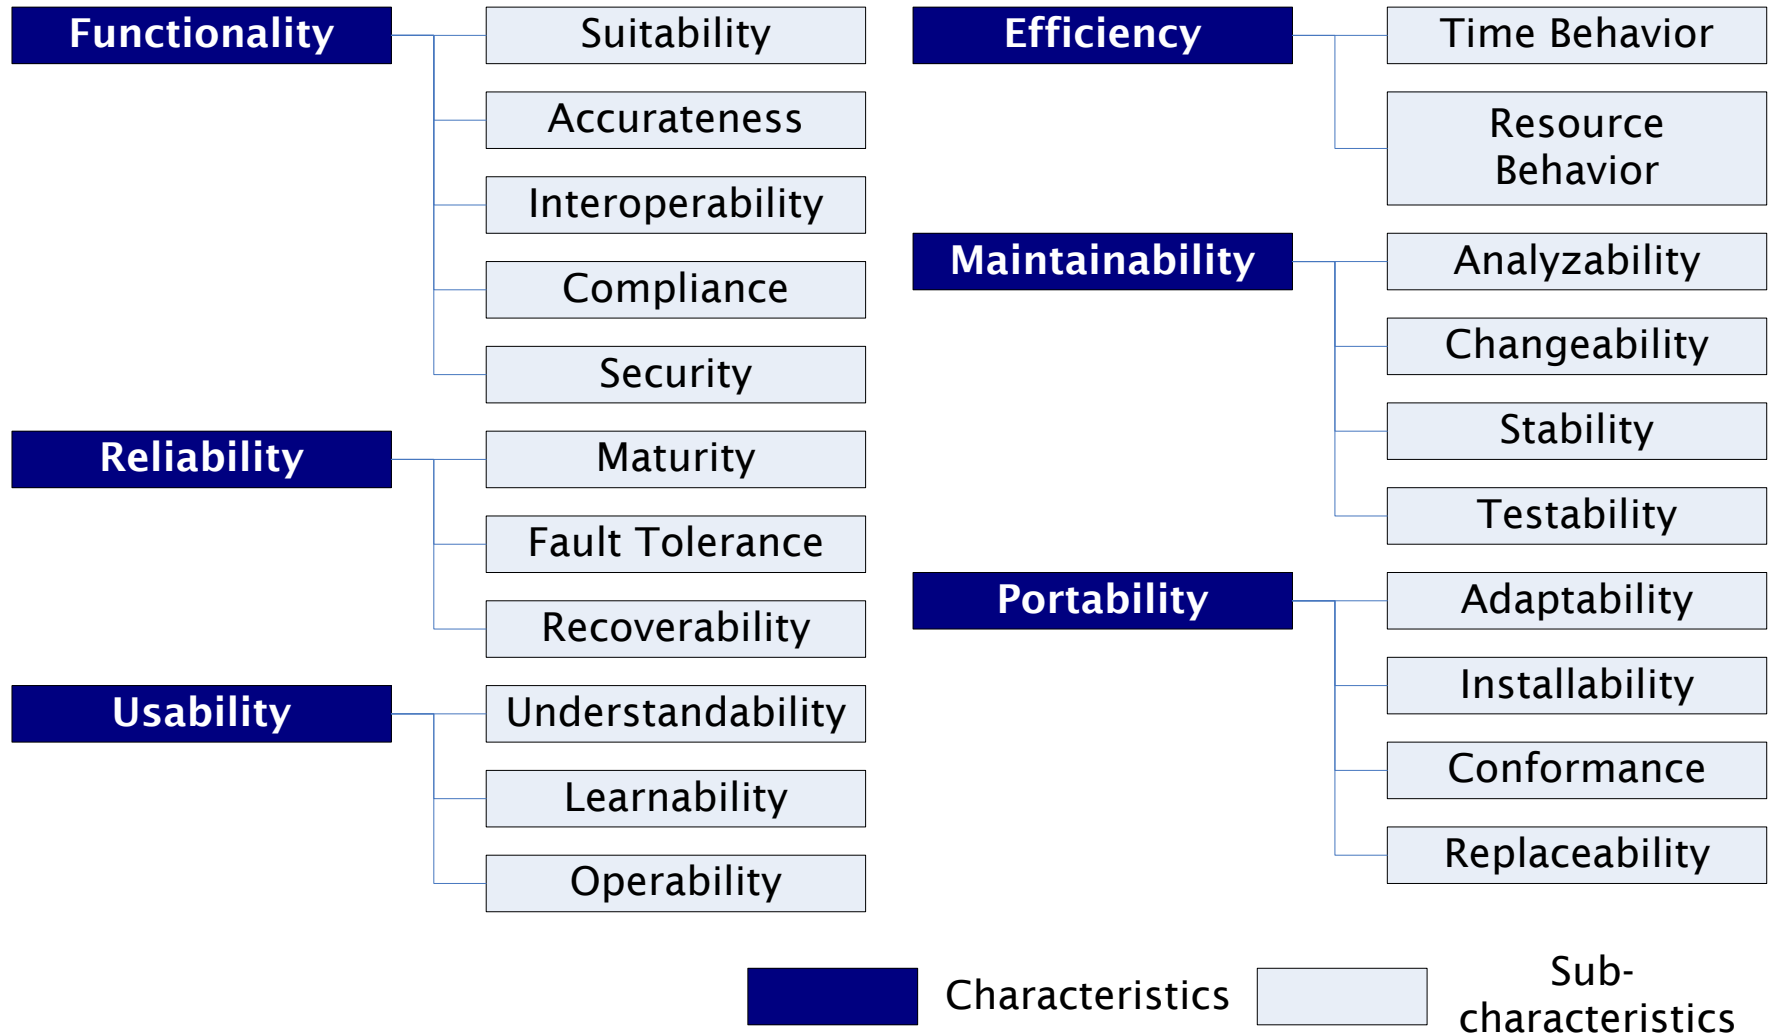 Functionality
Suitability
Accurateness
Interoperability
Compliance
Security
Reliability
Maturity
Fault Tolerance
Recoverability
Usability
Understandability
Learnability
Operability
Efficiency
Time Behavior
Resource
Behavior
Maintainability
Analyzability
Changeability
Stability
Testability
Portability
Adaptability
Installability
Conformance
Replaceability
Characteristics
Sub-
characteristics